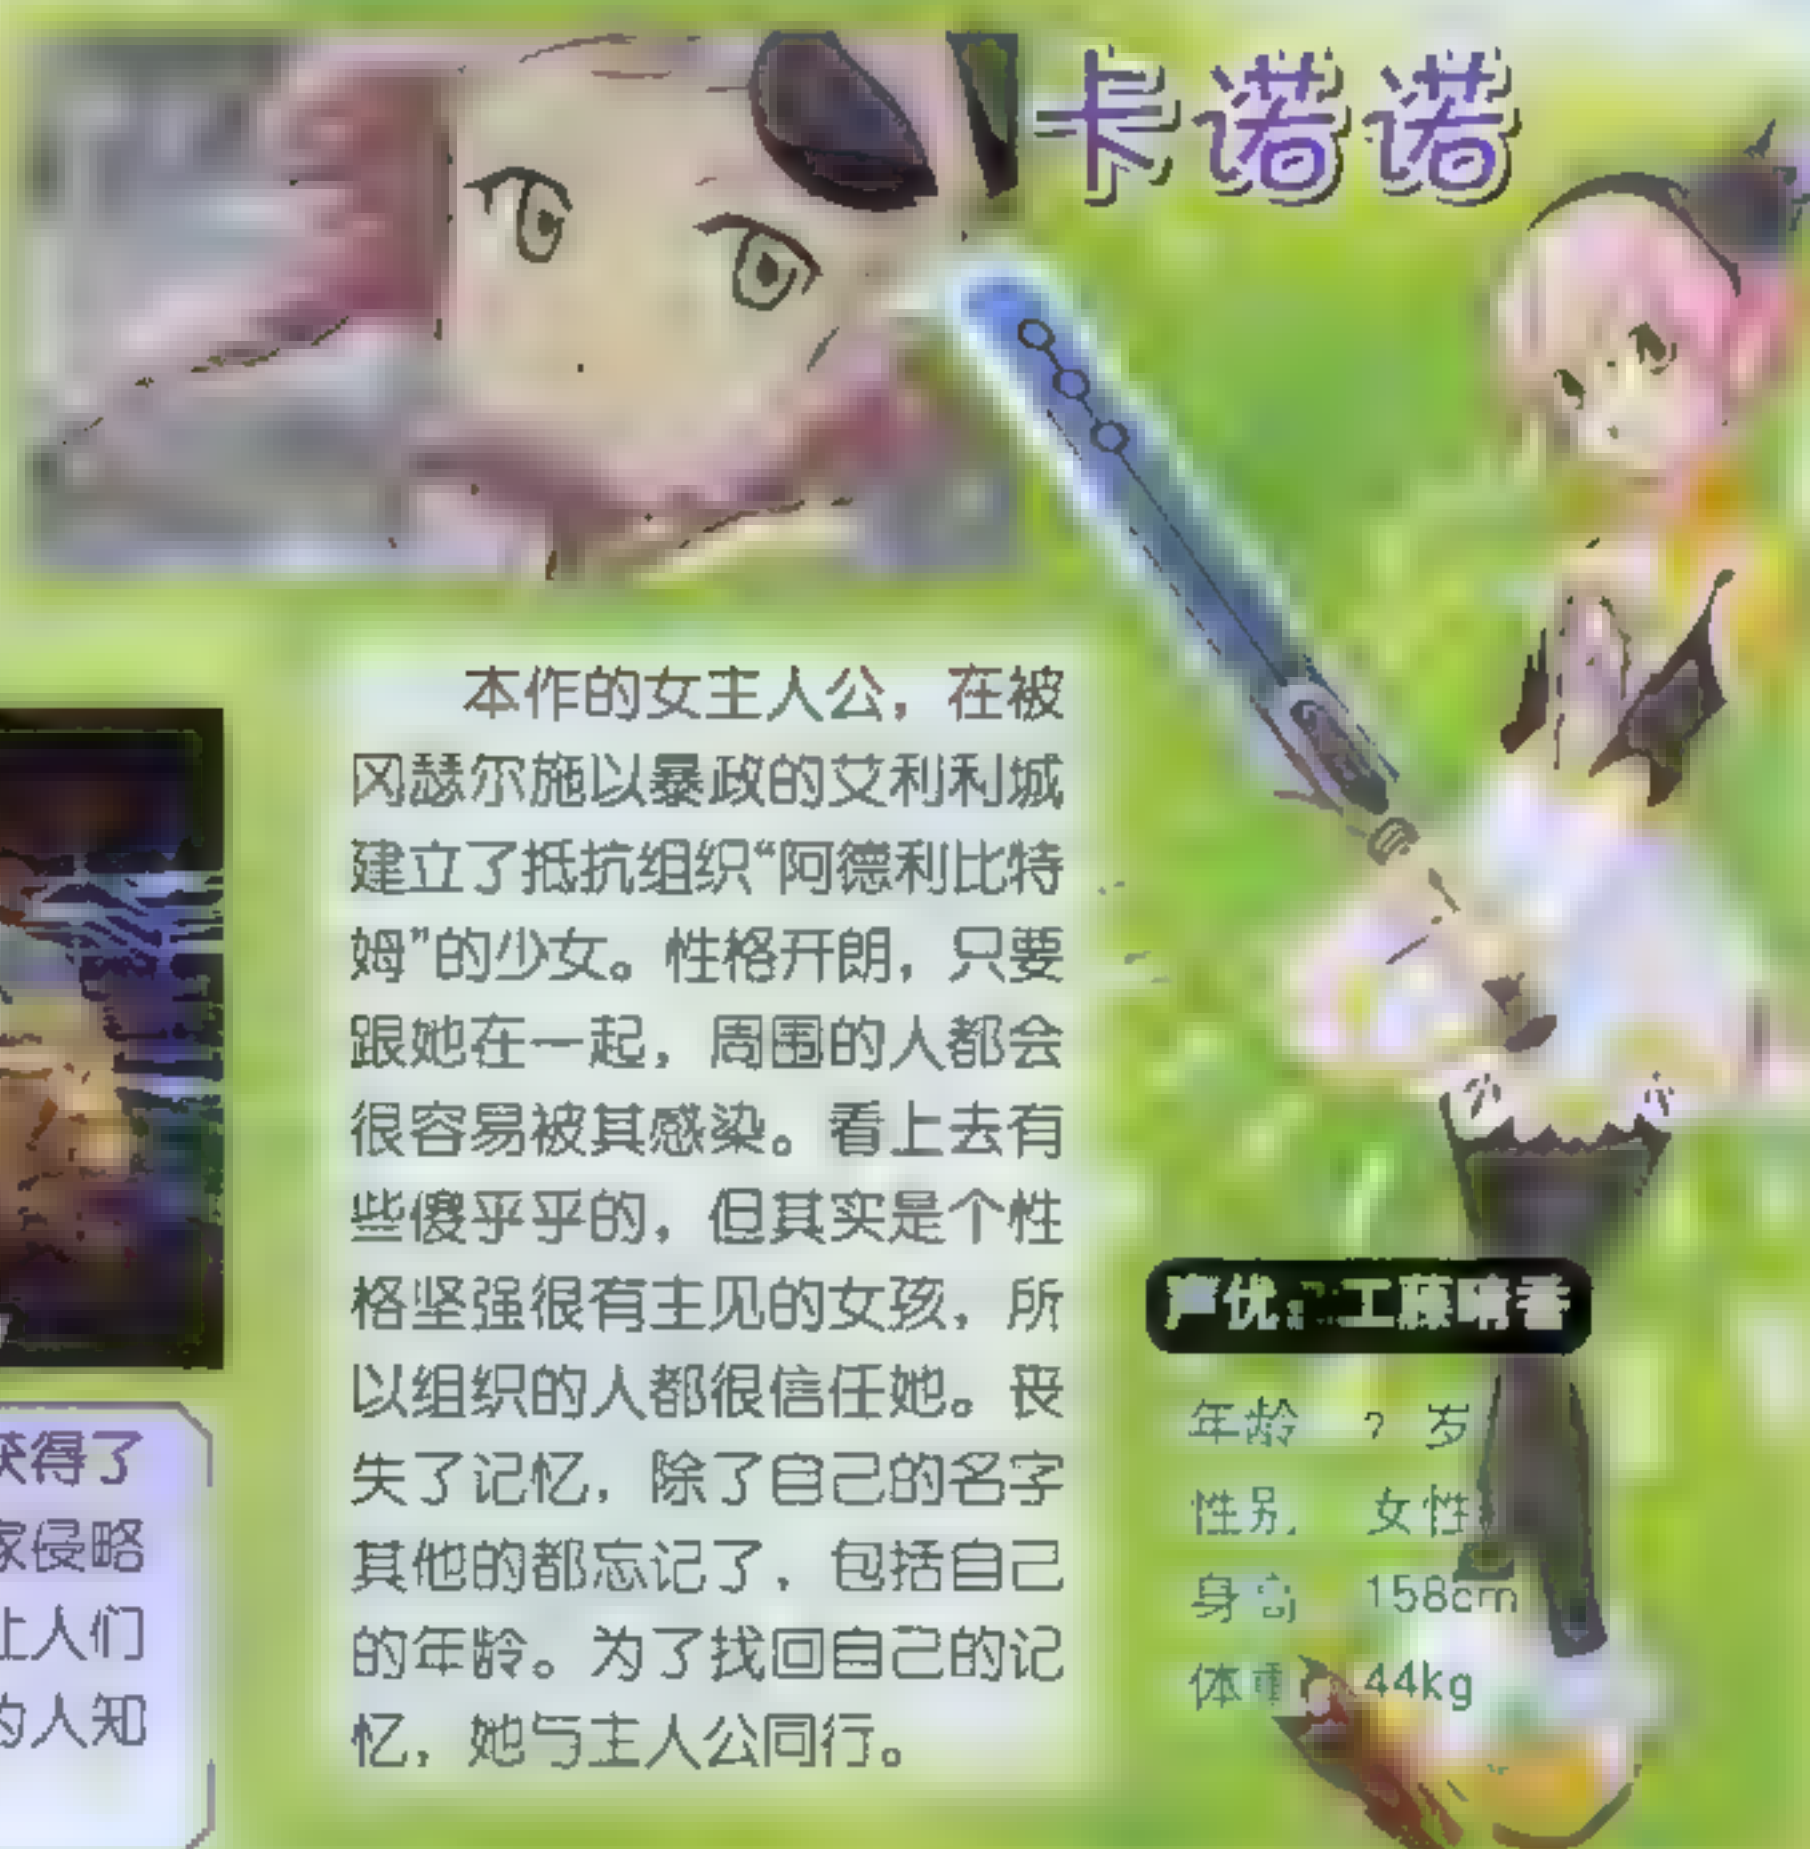 卡诺诺
本作的女主人公，在被
冈瑟尔施以暴政的艾利利城
建立了抵抗组织“阿德利比特
姆”的少女。性格开朗，只要
跟她在一起，周围的人都会
很容易被其感染。看上去有
些傻乎乎的，但其实是个性
格坚强很有主见的女孩，所
以组织的人都很信任她。丧
失了记忆，除了自己的名字
其他的都忘记了，包括自己
的年龄。为了找回自己的记
忆，她与主人公同行。
声优：工藤晴香
年龄 ? 岁
性别 女性
身高 158cm
体重 44kg
获得了
家侵略
让人们
的人知